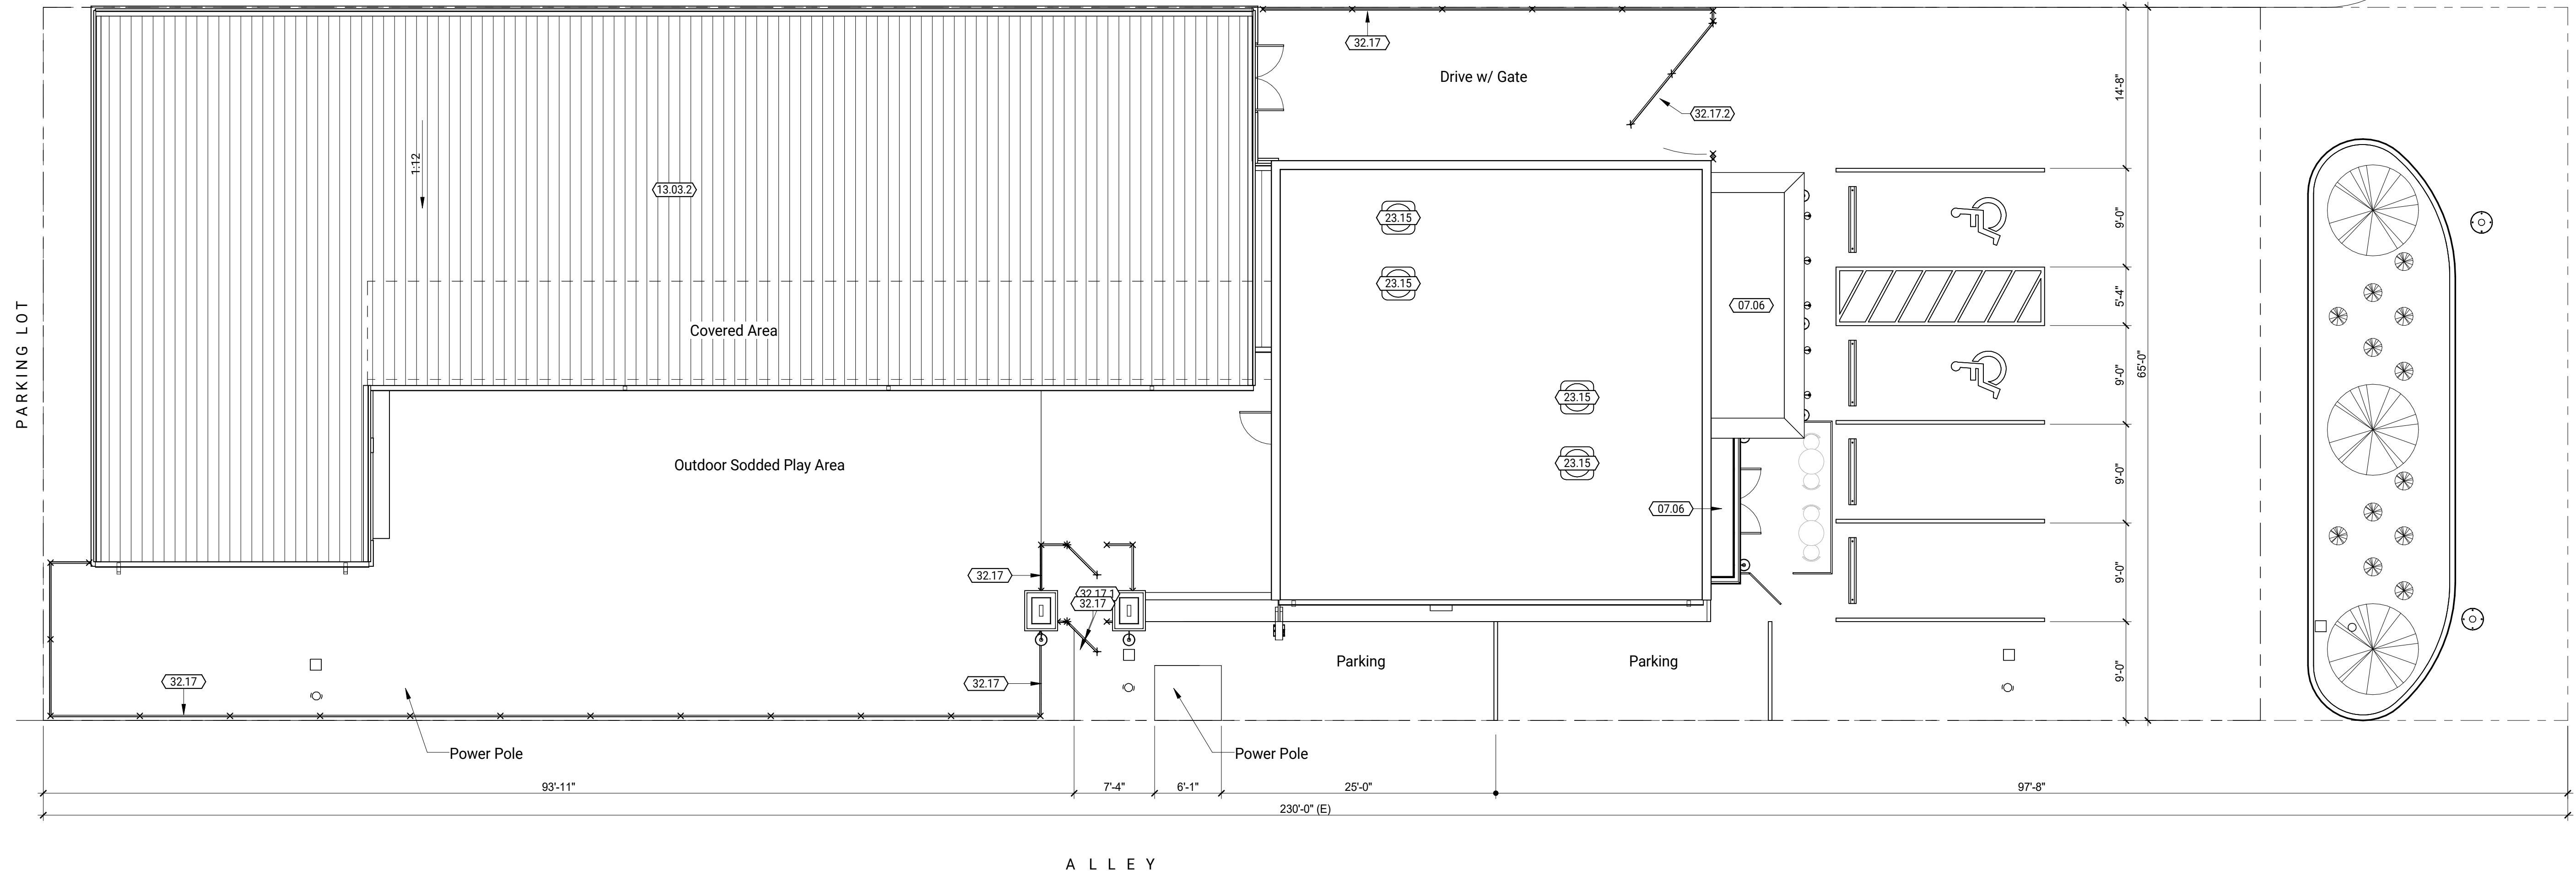 32.17
Drive w/ Gate
32.17.2
14'-8"
1:12
13.03.2
23.15
9'-0"
23.15
07.06
5'-4"
PARKING LOT
Covered Area
9'-0"
65'-0"
23.15
Outdoor Sodded Play Area
23.15
9'-0"
07.06
32.17
32.17.1
32.17
9'-0"
Parking
Parking
9'-0"
32.17
32.17
Power Pole
Power Pole
93'-11"
7'-4"
6'-1"
25'-0"
97'-8"
230'-0" (E)
ALLEY